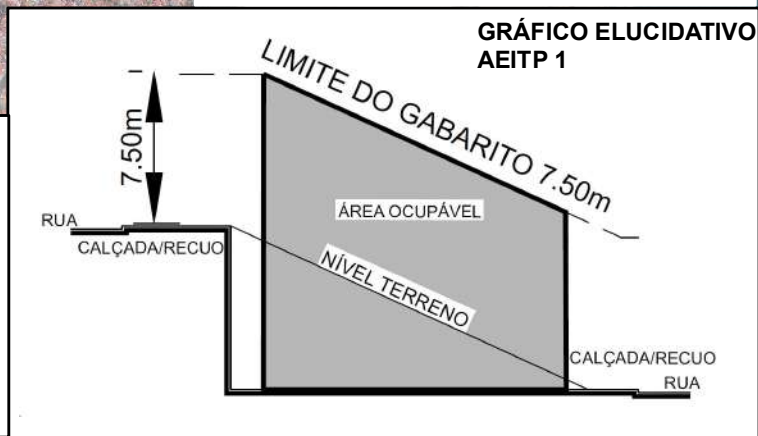 GRÁFICO ELUCIDATIVO
AEITP 1
LIMITE DO GABARITO 7.50m
7.50m
ÁREA OCUPÁVEL
RUA
CALÇADA/RECUO
NÍVEL TERRENO
CALÇADA/RECUO
RUA